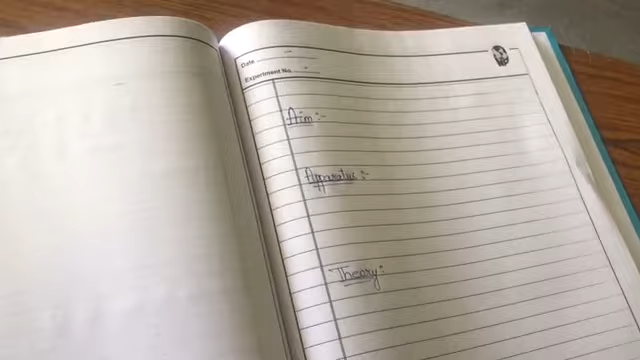 Date
Experiment No.
Aim :-
Apparatus :-
Theory :-